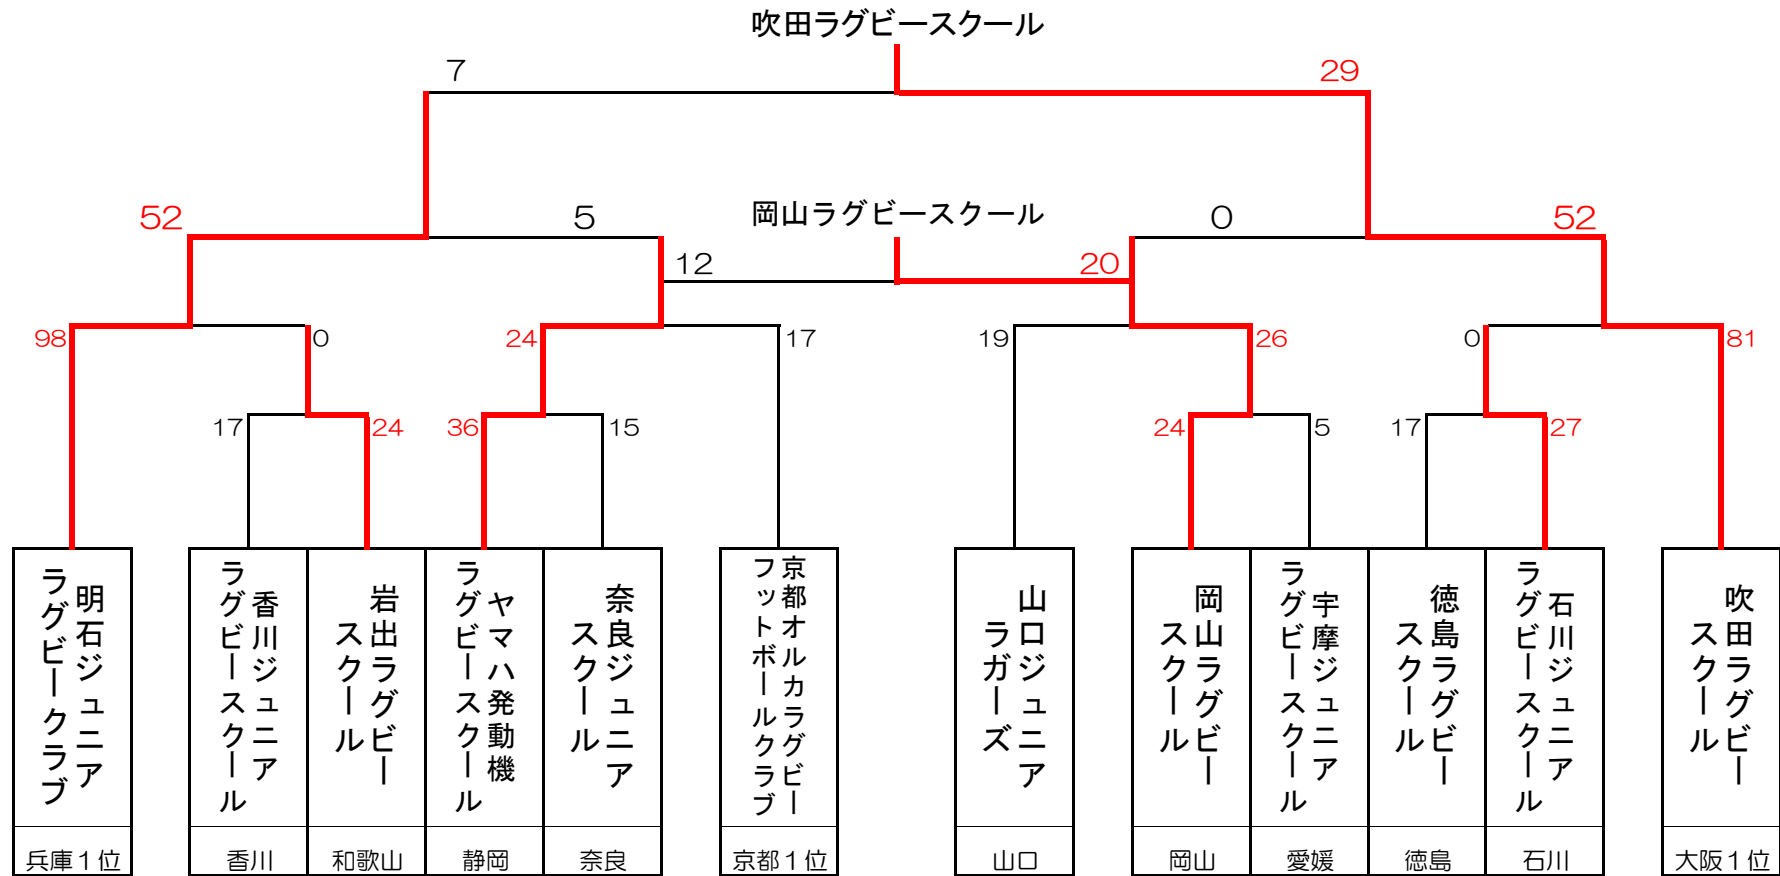 吹田ラグビースクール
7
29
52
5
岡山ラグビースクール
0
52
12
20
98
0
24
17
19
26
0
81
17
24
36
15
24
5
17
27
明石ジュニア
ラグビークラブ
香川ジュニア
ラグビースクール
岩出ラグビー
スクール
ヤマハ発動機
ラグビースクール
奈良ジュニア
スクール
京都オルカラグビー
フットボールクラブ
山口ジュニア
ラガーズ
岡山ラグビー
スクール
宇摩ジュニア
ラグビースクール
徳島ラグビー
スクール
石川ジュニア
ラグビースクール
吹田ラグビー
スクール
兵庫1位
香川
和歌山
静岡
奈良
京都1位
山口
岡山
愛媛
徳島
石川
大阪1位